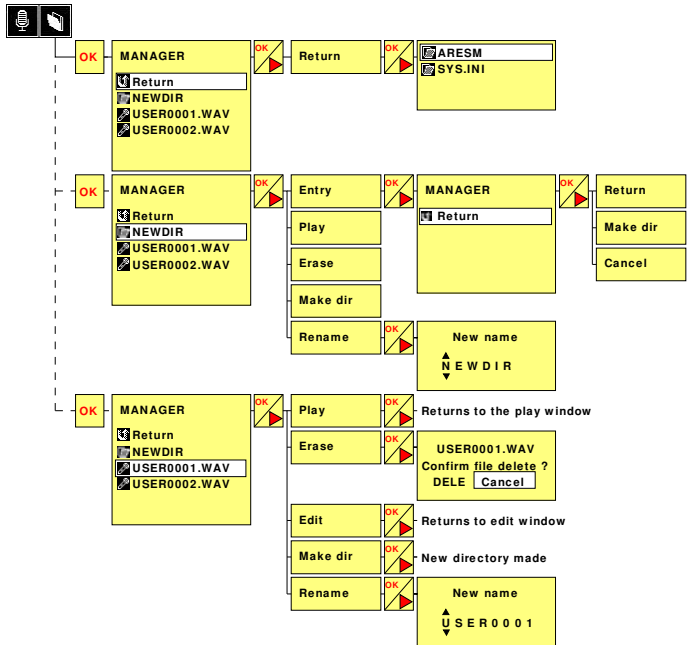 OK
MANAGER
Return
NEWDIR
USER0001.WAV
USER0002.WAV
OK
Return
OK
ARESM
SYS.INI
OK
MANAGER
Return
NEWDIR
USER0001.WAV
USER0002.WAV
OK
Entry
Play
Erase
Make dir
Rename
OK
MANAGER
Return
OK
Return
Make dir
Cancel
OK
New name
NEWDIR
OK
MANAGER
Return
NEWDIR
USER0001.WAV
USER0002.WAV
OK
Play
OK
Returns to the play window
Erase
OK
USER0001.WAV
Confirm file delete ?
DELE Cancel
Edit
OK
Returns to edit window
Make dir
OK
New directory made
Rename
OK
New name
USER0001